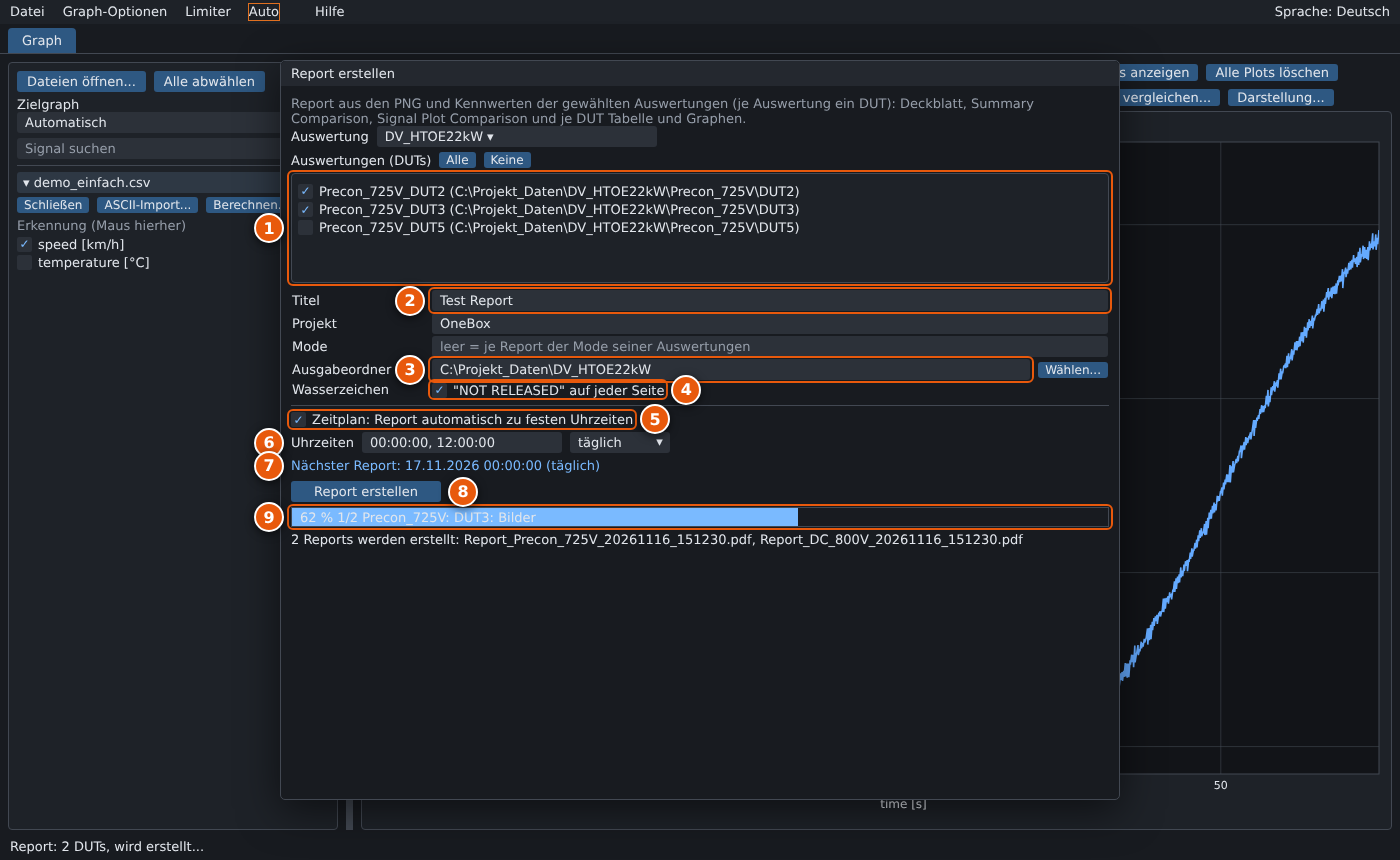 Datei Graph-Optionen Limiter Auto Hilfe Sprache: Deutsch
Graph
Dateien öffnen... Alle abwählen
Zielgraph
Automatisch
Signal suchen
▾ demo_einfach.csv
Schließen ASCII-Import... Berechnen.
Erkennung (Maus hierher)
✓ speed [km/h]
temperature [°C]
s anzeigen Alle Plots löschen
vergleichen... Darstellung...
Report erstellen
Report aus den PNG und Kennwerten der gewählten Auswertungen (je Auswertung ein DUT): Deckblatt, Summary
Comparison, Signal Plot Comparison und je DUT Tabelle und Graphen.
Auswertung DV_HTOE22kW ▾
Auswertungen (DUTs) Alle Keine
✓ Precon_725V_DUT2 (C:\Projekt_Daten\DV_HTOE22kW\Precon_725V\DUT2)
✓ Precon_725V_DUT3 (C:\Projekt_Daten\DV_HTOE22kW\Precon_725V\DUT3)
1 Precon_725V_DUT5 (C:\Projekt_Daten\DV_HTOE22kW\Precon_725V\DUT5)
Titel 2 Test Report
Projekt OneBox
Mode leer = je Report der Mode seiner Auswertungen
Ausgabeordner 3 C:\Projekt_Daten\DV_HTOE22kW Wählen...
Wasserzeichen ✓ "NOT RELEASED" auf jeder Seite 4
✓ Zeitplan: Report automatisch zu festen Uhrzeiten 5
6 Uhrzeiten 00:00:00, 12:00:00 täglich ▼
7 Nächster Report: 17.11.2026 00:00:00 (täglich)
Report erstellen 8
9 62 % 1/2 Precon_725V: DUT3: Bilder
2 Reports werden erstellt: Report_Precon_725V_20261116_151230.pdf, Report_DC_800V_20261116_151230.pdf
50
time [s]
Report: 2 DUTs, wird erstellt...